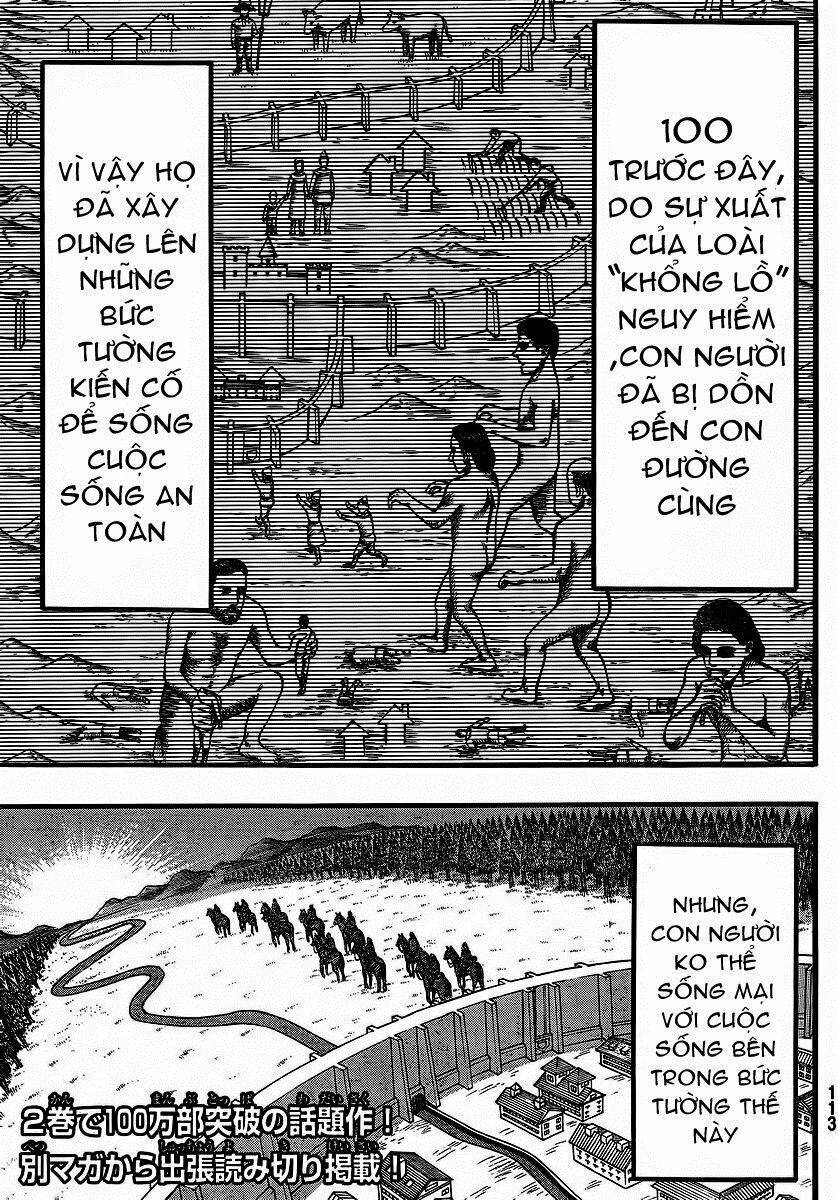 100
TRƯỚC ĐÂY,
DO SỰ XUẤT
CỦA LOÀI
"KHỔNG LỒ"
NGUY HIỂM
,CON NGƯỜI
ĐÃ BỊ DỒN
ĐẾN CON
ĐƯỜNG
CÙNG
VÌ VẬY HỌ
ĐÃ XÂY
DỰNG LÊN
NHỮNG
BỨC
TƯỜNG
KIẾN CỐ
ĐỂ SỐNG
CUỘC
SỐNG AN
TOÀN
NHƯNG,
CON NGƯỜI
KO THỂ
SỐNG MẠI
VỚI CUỘC
SỐNG BÊN
TRONG BỨC
TƯỜNG THẾ
NÀY
2巻で100万部突破の話題作!
別マガから出張読み切り掲載!!
113